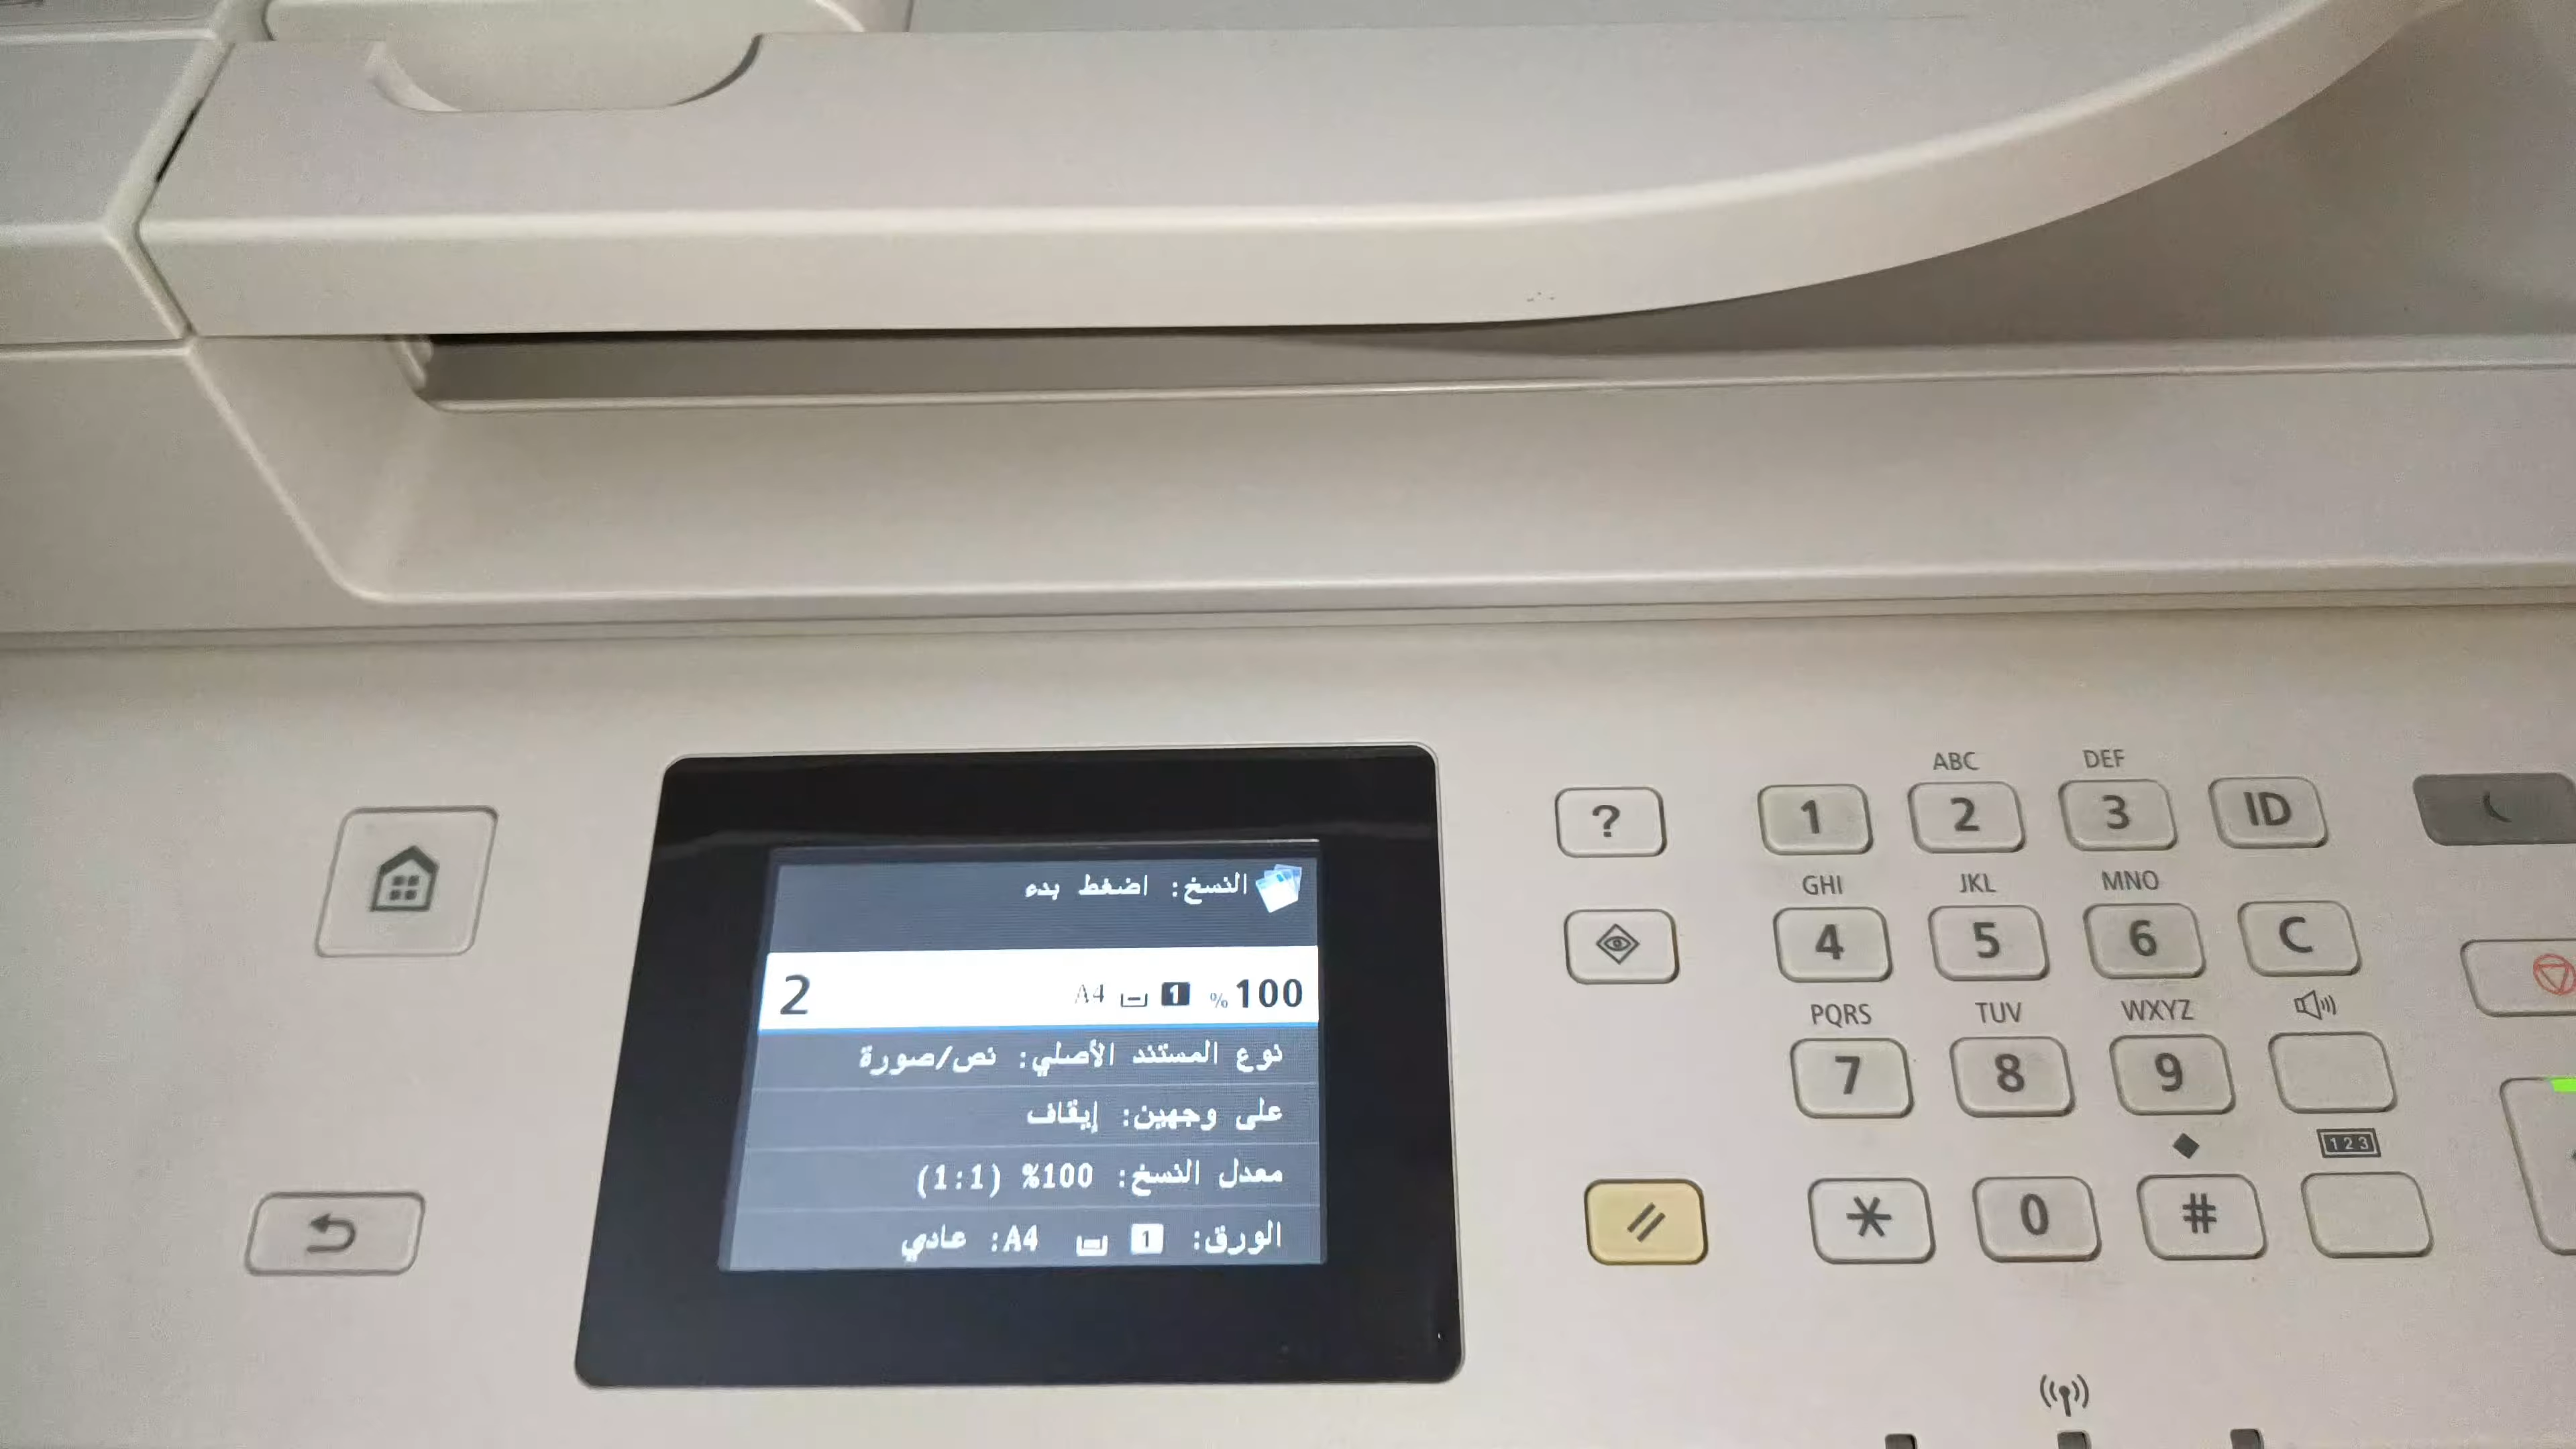 النسخ: اضغط بدء
100% 1 A4 2
نوع المستند الأصلي: نص/صورة
على وجهين: إيقاف
معدل النسخ: 100% (1:1)
الورق: 1 A4: عادي
?
ABC DEF
1 2 3 ID
GHI JKL MNO
4 5 6 C
PQRS TUV WXYZ
7 8 9
123
* 0 #